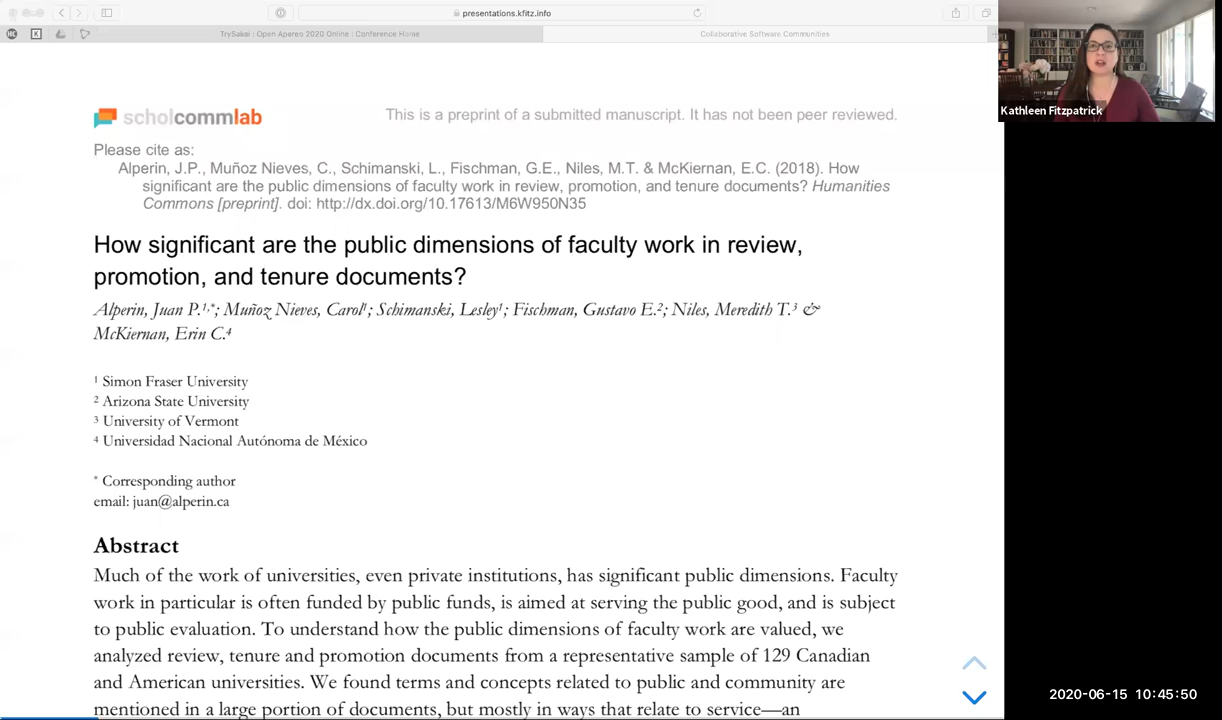 presentations.kfitz.info
TrySakai : Open Apereo 2020 Online : Conference Home
Collaborative Software Communities
Kathleen Fitzpatrick
scholcommlab
This is a preprint of a submitted manuscript. It has not been peer reviewed.
Please cite as:
Alperin, J.P., Muñoz Nieves, C., Schimanski, L., Fischman, G.E., Niles, M.T. & McKiernan, E.C. (2018). How
significant are the public dimensions of faculty work in review, promotion, and tenure documents? Humanities
Commons [preprint]. doi: http://dx.doi.org/10.17613/M6W950N35
How significant are the public dimensions of faculty work in review,
promotion, and tenure documents?
Alperin, Juan P.¹,*; Muñoz Nieves, Carol¹; Schimanski, Lesley¹; Fischman, Gustavo E.²; Niles, Meredith T.³ &
McKiernan, Erin C.⁴
¹ Simon Fraser University
² Arizona State University
³ University of Vermont
⁴ Universidad Nacional Autónoma de México
* Corresponding author
email: juan@alperin.ca
Abstract
Much of the work of universities, even private institutions, has significant public dimensions. Faculty
work in particular is often funded by public funds, is aimed at serving the public good, and is subject
to public evaluation. To understand how the public dimensions of faculty work are valued, we
analyzed review, tenure and promotion documents from a representative sample of 129 Canadian
and American universities. We found terms and concepts related to public and community are
mentioned in a large portion of documents, but mostly in ways that relate to service—an
2020-06-15 10:45:50